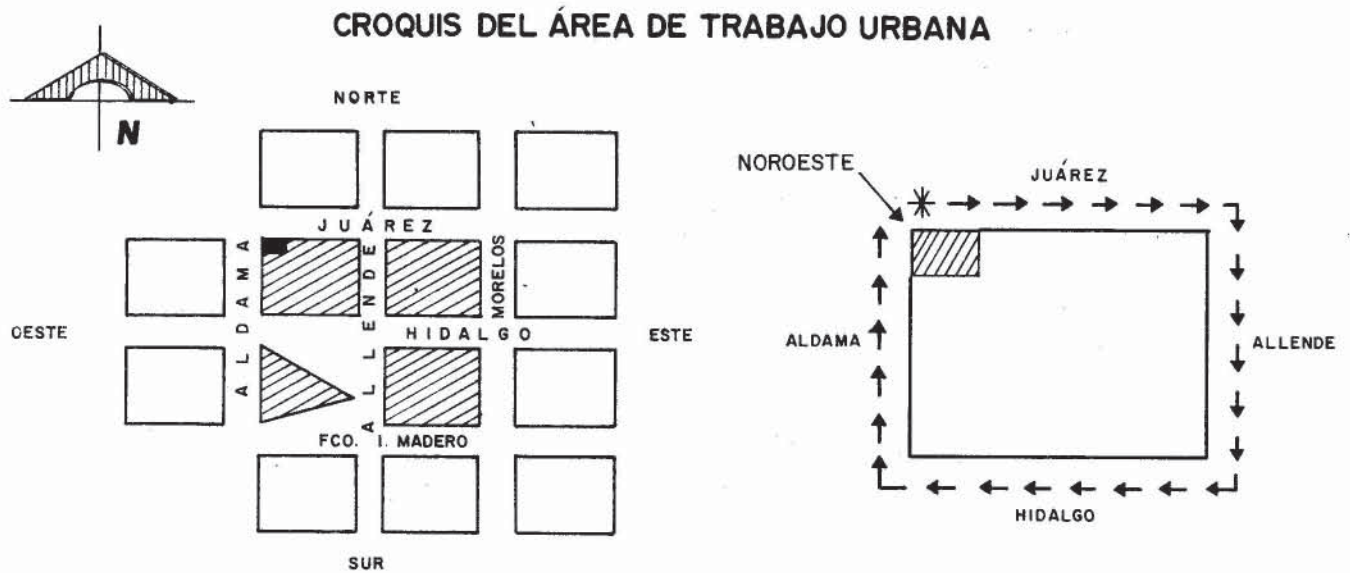 CROQUIS DEL ÁREA DE TRABAJO URBANA
N
NORTE
JUÁREZ
ALDAMA
ALLENDE
MORELOS
HIDALGO
OESTE
ESTE
FCO. I. MADERO
SUR
NOROESTE
JUÁREZ
ALDAMA
ALLENDE
HIDALGO